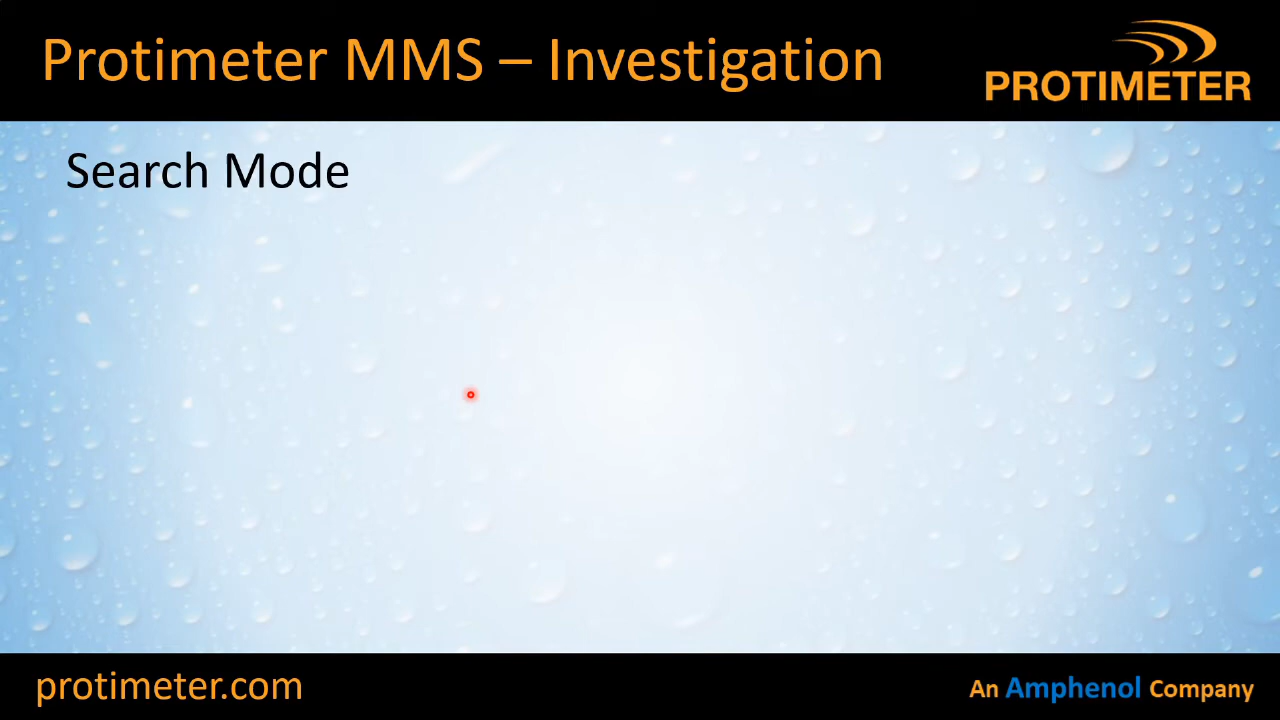 Protimeter MMS – Investigation
PROTIMETER
Search Mode
protimeter.com
An Amphenol Company